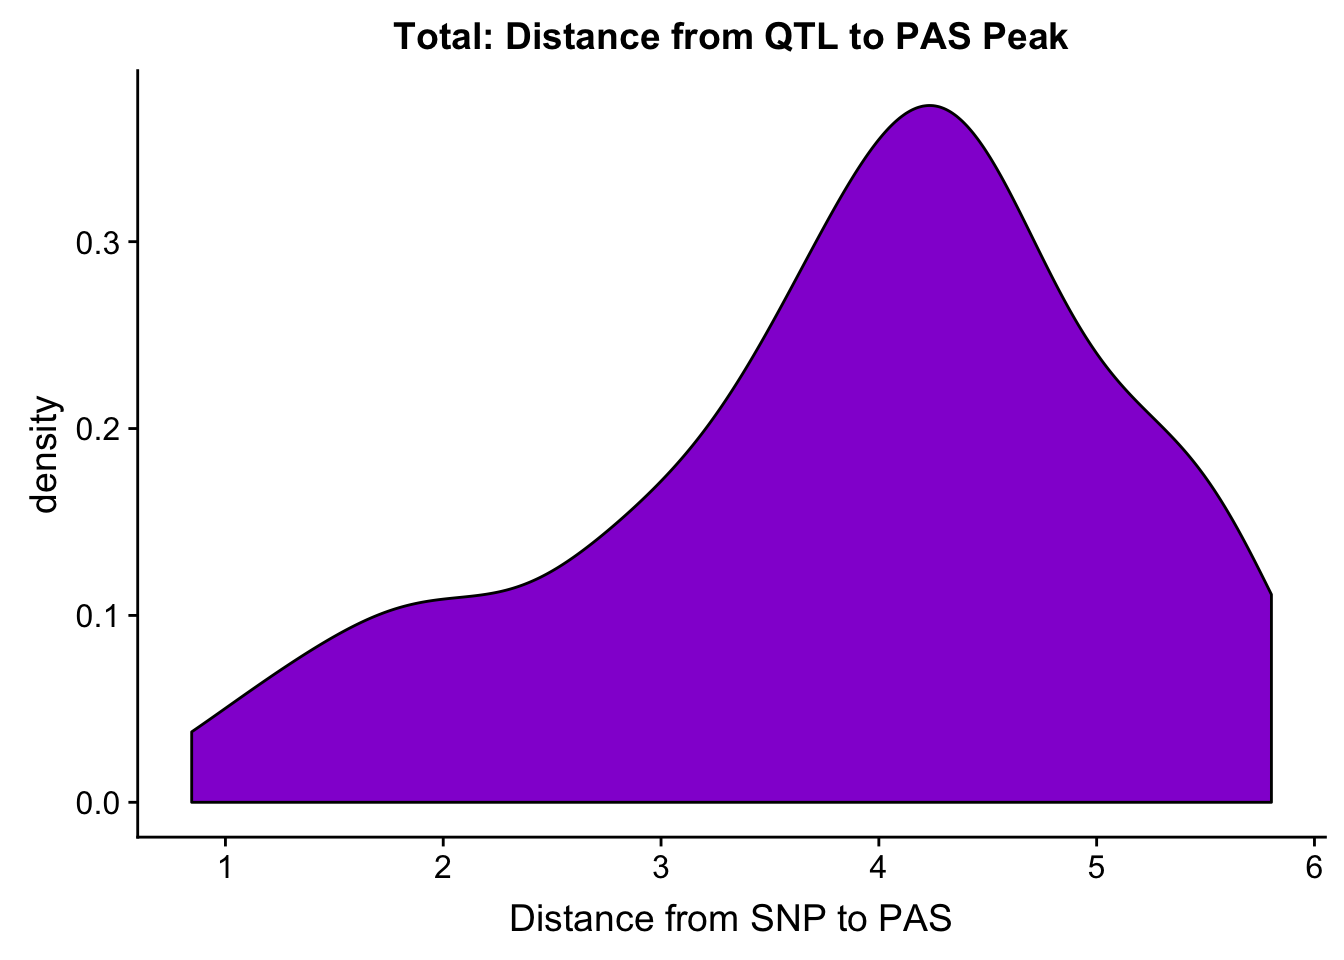 Total: Distance from QTL to PAS Peak
density
0.3
0.2
0.1
0.0
1 2 3 4 5 6
Distance from SNP to PAS